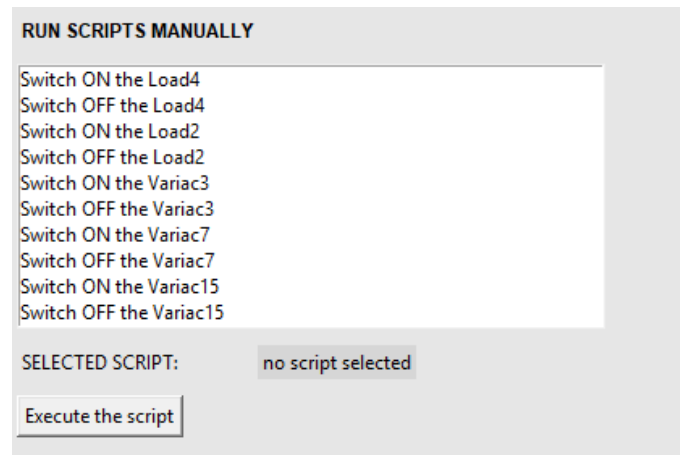 RUN SCRIPTS MANUALLY
Switch ON the Load4
Switch OFF the Load4
Switch ON the Load2
Switch OFF the Load2
Switch ON the Variac3
Switch OFF the Variac3
Switch ON the Variac7
Switch OFF the Variac7
Switch ON the Variac15
Switch OFF the Variac15
SELECTED SCRIPT: no script selected
Execute the script